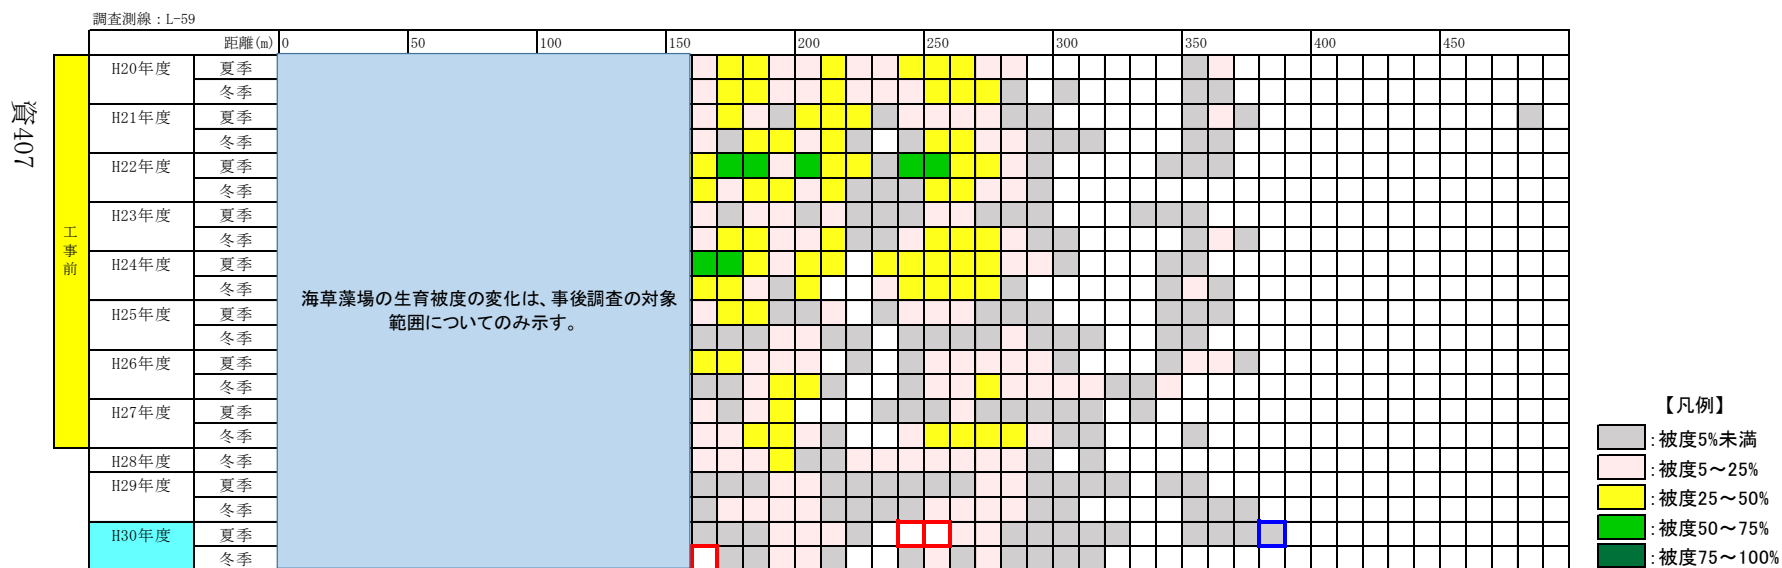 調査測線：L-59
距離(m) 0 50 100 150 200 250 300 350 400 450
資407
工事前
H20年度 夏季
冬季
H21年度 夏季
冬季
H22年度 夏季
冬季
H23年度 夏季
冬季
H24年度 夏季
冬季
H25年度 夏季
冬季
H26年度 夏季
冬季
H27年度 夏季
冬季
H28年度 冬季
H29年度 夏季
冬季
H30年度 夏季
冬季
海草藻場の生育被度の変化は、事後調査の対象
範囲についてのみ示す。
【凡例】
：被度5%未満
：被度5～25%
：被度25～50%
：被度50～75%
：被度75～100%